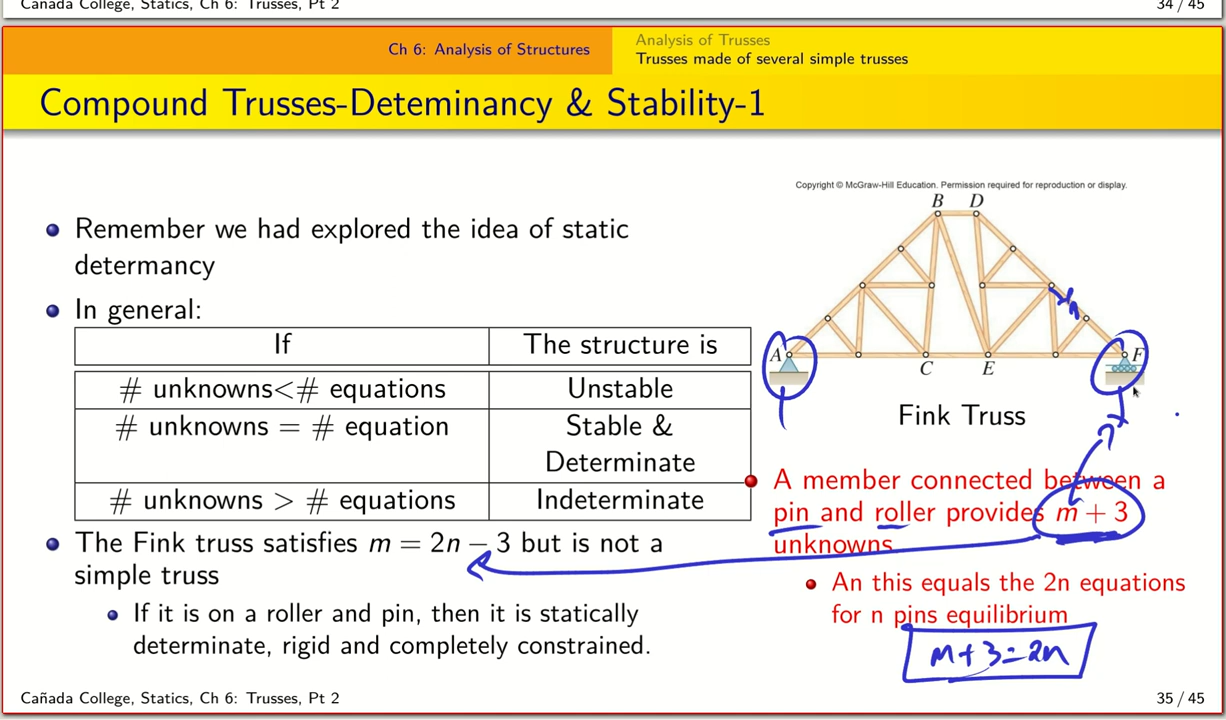 Cañada College, Statics, Ch 6: Trusses, Pt 2
34 / 45
Ch 6: Analysis of Structures
Analysis of Trusses
Trusses made of several simple trusses
Compound Trusses-Deteminancy & Stability-1
Remember we had explored the idea of static
determancy
In general:
If
The structure is
# unknowns<# equations
Unstable
# unknowns = # equation
Stable &
Determinate
# unknowns > # equations
Indeterminate
The Fink truss satisfies m = 2n − 3 but is not a
simple truss
If it is on a roller and pin, then it is statically
determinate, rigid and completely constrained.
Copyright © McGraw-Hill Education. Permission required for reproduction or display.
B D
A
C
E
F
Fink Truss
A member connected between a
pin and roller provides m + 3
unknowns
An this equals the 2n equations
for n pins equilibrium
m+3=2n
Cañada College, Statics, Ch 6: Trusses, Pt 2
35 / 45